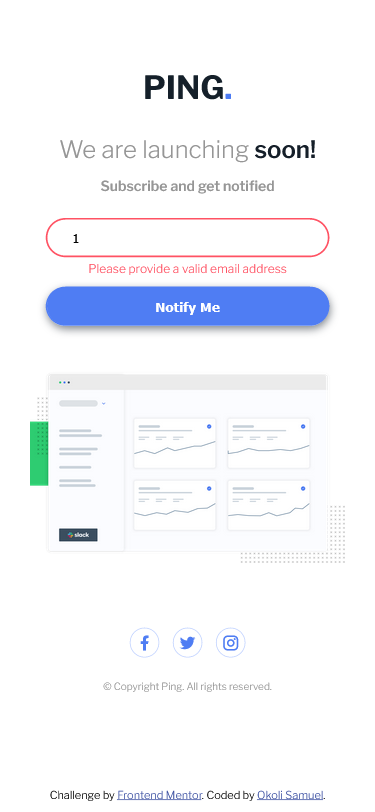 PING.
We are launching soon!
Subscribe and get notified
1
Please provide a valid email address
Notify Me
slack
© Copyright Ping. All rights reserved.
Challenge by Frontend Mentor. Coded by Okoli Samuel.